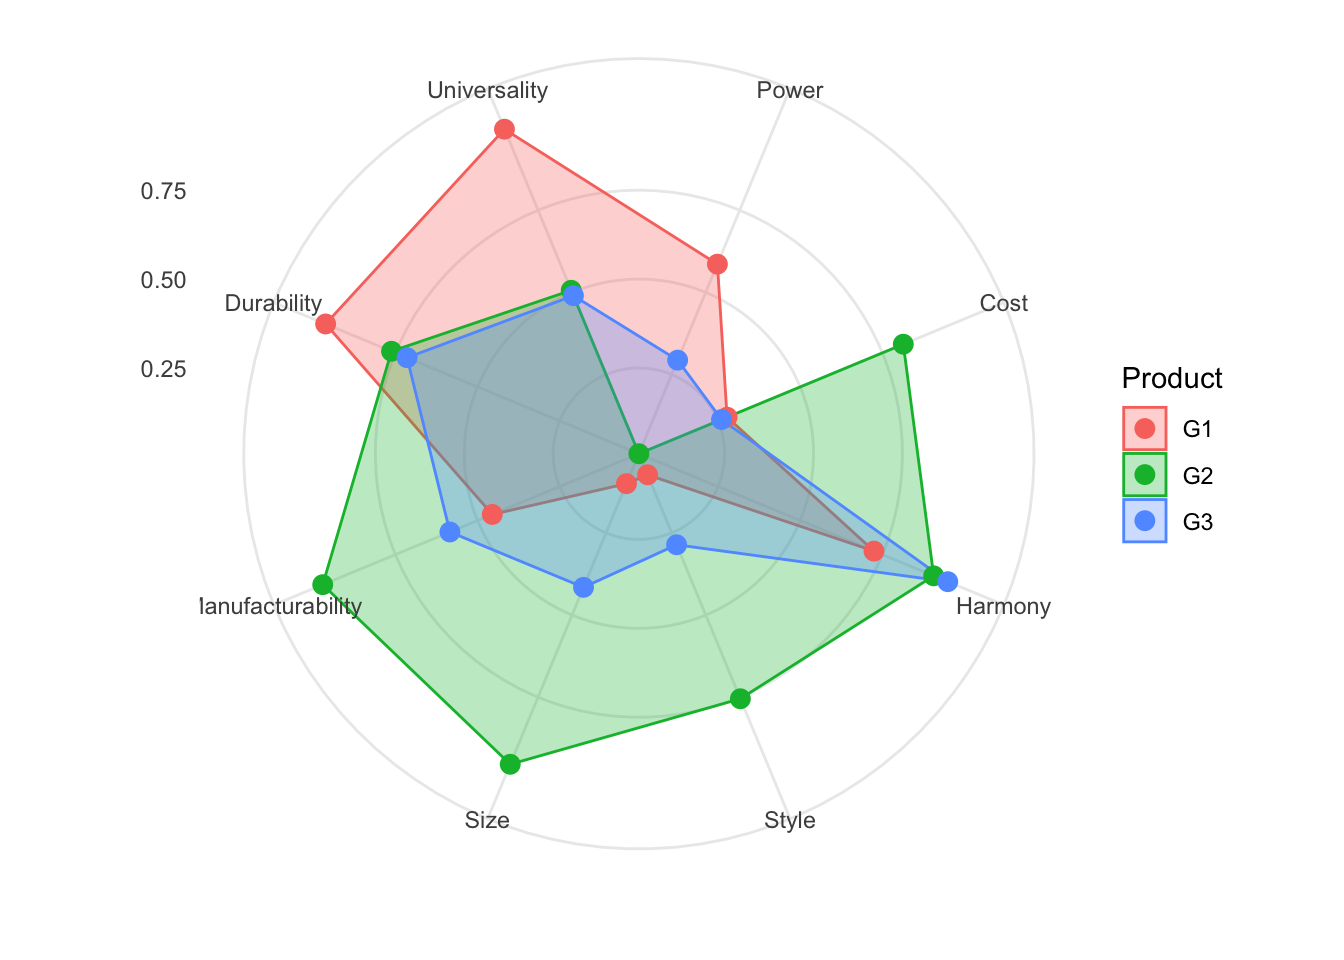 Universality
Power
0.75
0.50
Durability
Cost
0.25
Product
G1
G2
G3
lanufacturability
Harmony
Size
Style